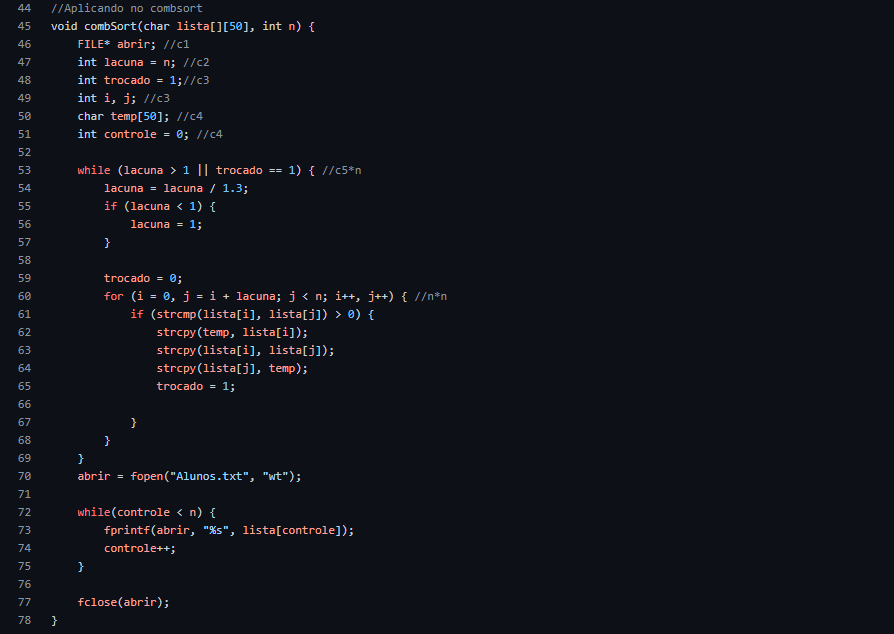 44 //Aplicando no combsort
45 void combSort(char lista[][50], int n) {
46 FILE* abrir; //c1
47 int lacuna = n; //c2
48 int trocado = 1;//c3
49 int i, j; //c3
50 char temp[50]; //c4
51 int controle = 0; //c4
52
53 while (lacuna > 1 || trocado == 1) { //c5*n
54 lacuna = lacuna / 1.3;
55 if (lacuna < 1) {
56 lacuna = 1;
57 }
58
59 trocado = 0;
60 for (i = 0, j = i + lacuna; j < n; i++, j++) { //n*n
61 if (strcmp(lista[i], lista[j]) > 0) {
62 strcpy(temp, lista[i]);
63 strcpy(lista[i], lista[j]);
64 strcpy(lista[j], temp);
65 trocado = 1;
66
67 }
68 }
69 }
70 abrir = fopen("Alunos.txt", "wt");
71
72 while(controle < n) {
73 fprintf(abrir, "%s", lista[controle]);
74 controle++;
75 }
76
77 fclose(abrir);
78 }